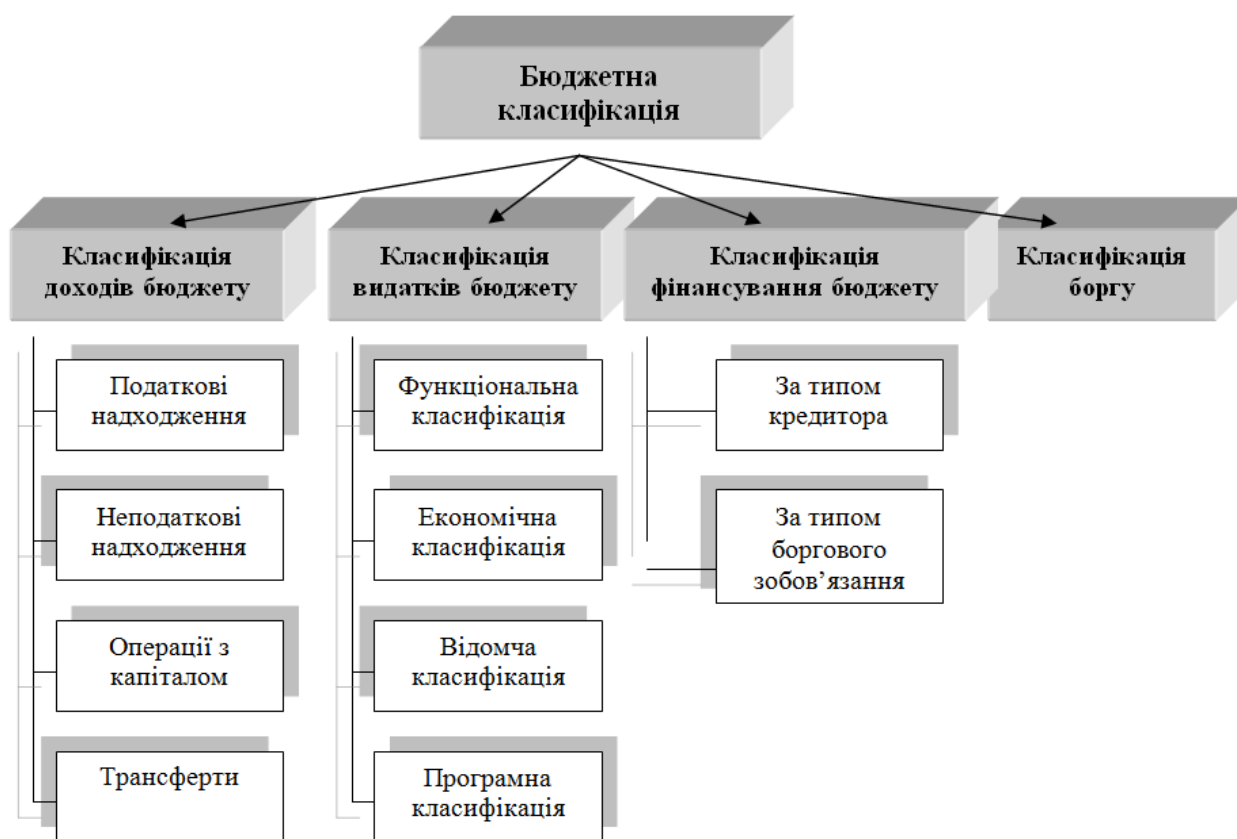 Бюджетна
класифікація
Класифікація
доходів бюджету
Класифікація
видатків бюджету
Класифікація
фінансування бюджету
Класифікація
боргу
Податкові
надходження
Неподаткові
надходження
Операції з
капіталом
Трансферти
Функціональна
класифікація
Економічна
класифікація
Відомча
класифікація
Програмна
класифікація
За типом
кредитора
За типом
боргового
зобов’язання